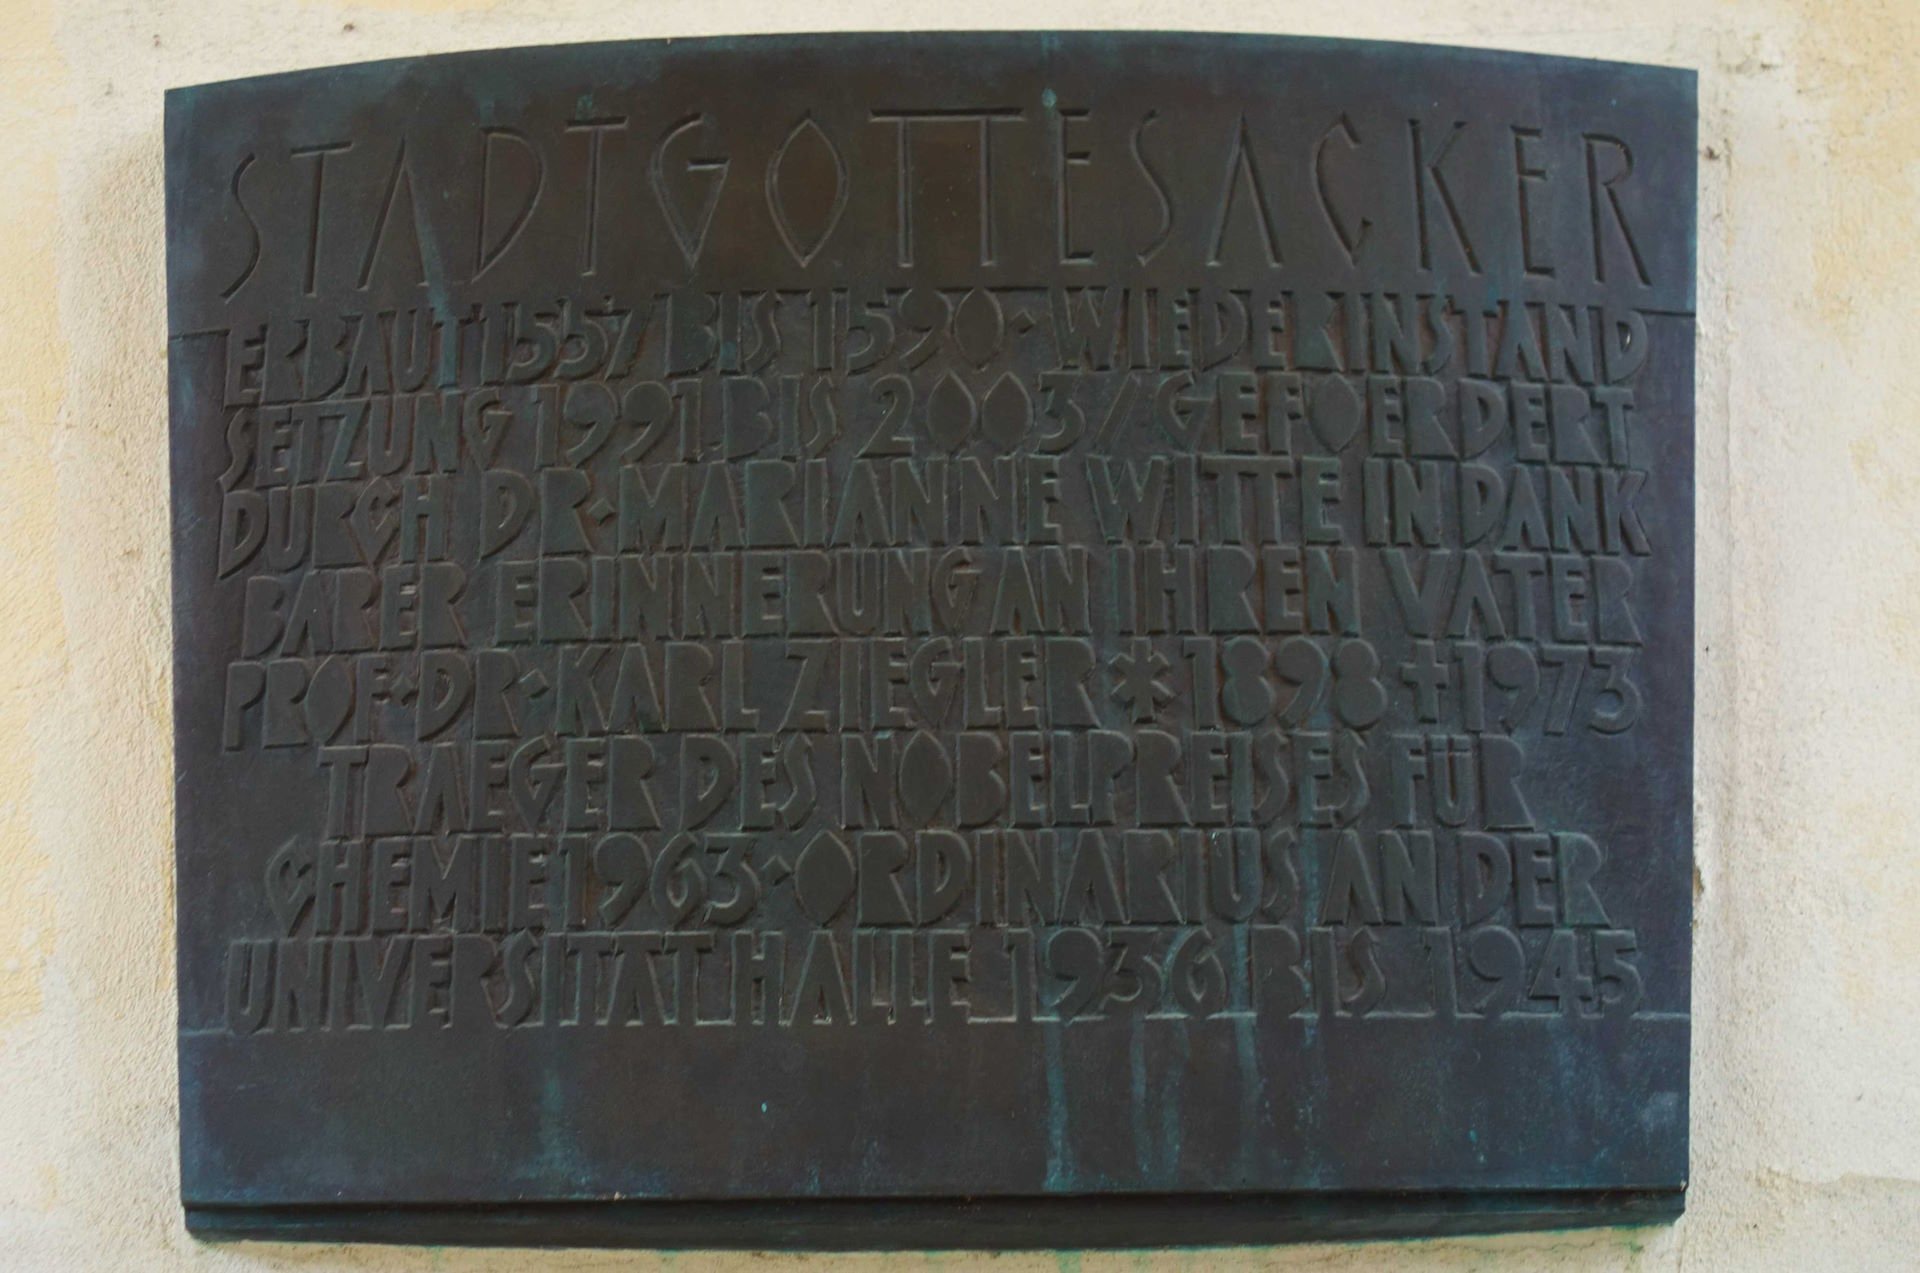 STADTGOTTESACKER
ERBAUT 1557 BIS 1590 · WIEDERINSTAND
SETZUNG 1991 BIS 2003 / GEFOERDERT
DURCH DR · MARIANNE WITTE IN DANK
BARER ERINNERUNG AN IHREN VATER
PROF · DR · KARL ZIEGLER * 1898 † 1973
TRAEGER DES NOBELPREISES FÜR
CHEMIE 1963 · ORDINARIUS AN DER
UNIVERSITÄT HALLE 1936 BIS 1945